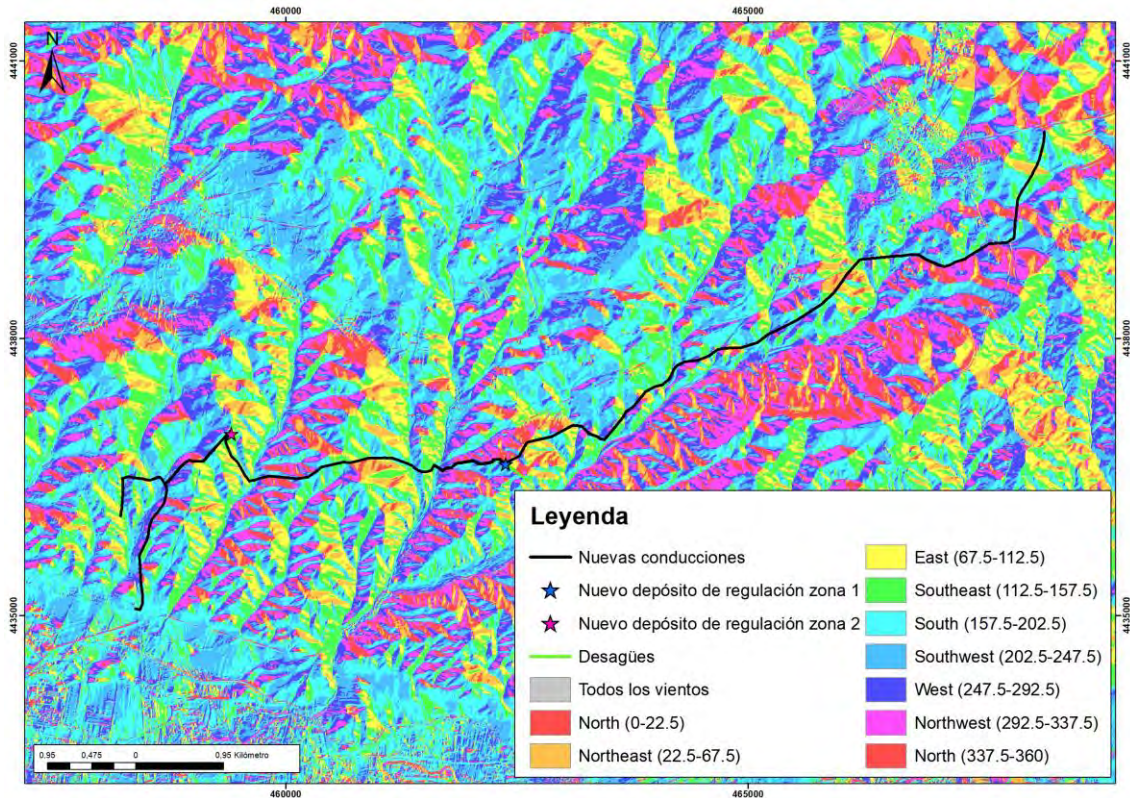 460000
465000
N
4441000
4441000
4438000
4438000
4435000
4435000
Leyenda
Nuevas conducciones
Nuevo depósito de regulación zona 1
Nuevo depósito de regulación zona 2
Desagües
Todos los vientos
North (0-22.5)
Northeast (22.5-67.5)
East (67.5-112.5)
Southeast (112.5-157.5)
South (157.5-202.5)
Southwest (202.5-247.5)
West (247.5-292.5)
Northwest (292.5-337.5)
North (337.5-360)
0.95 0,475 0 0.95 Kilómetro
460000
465000